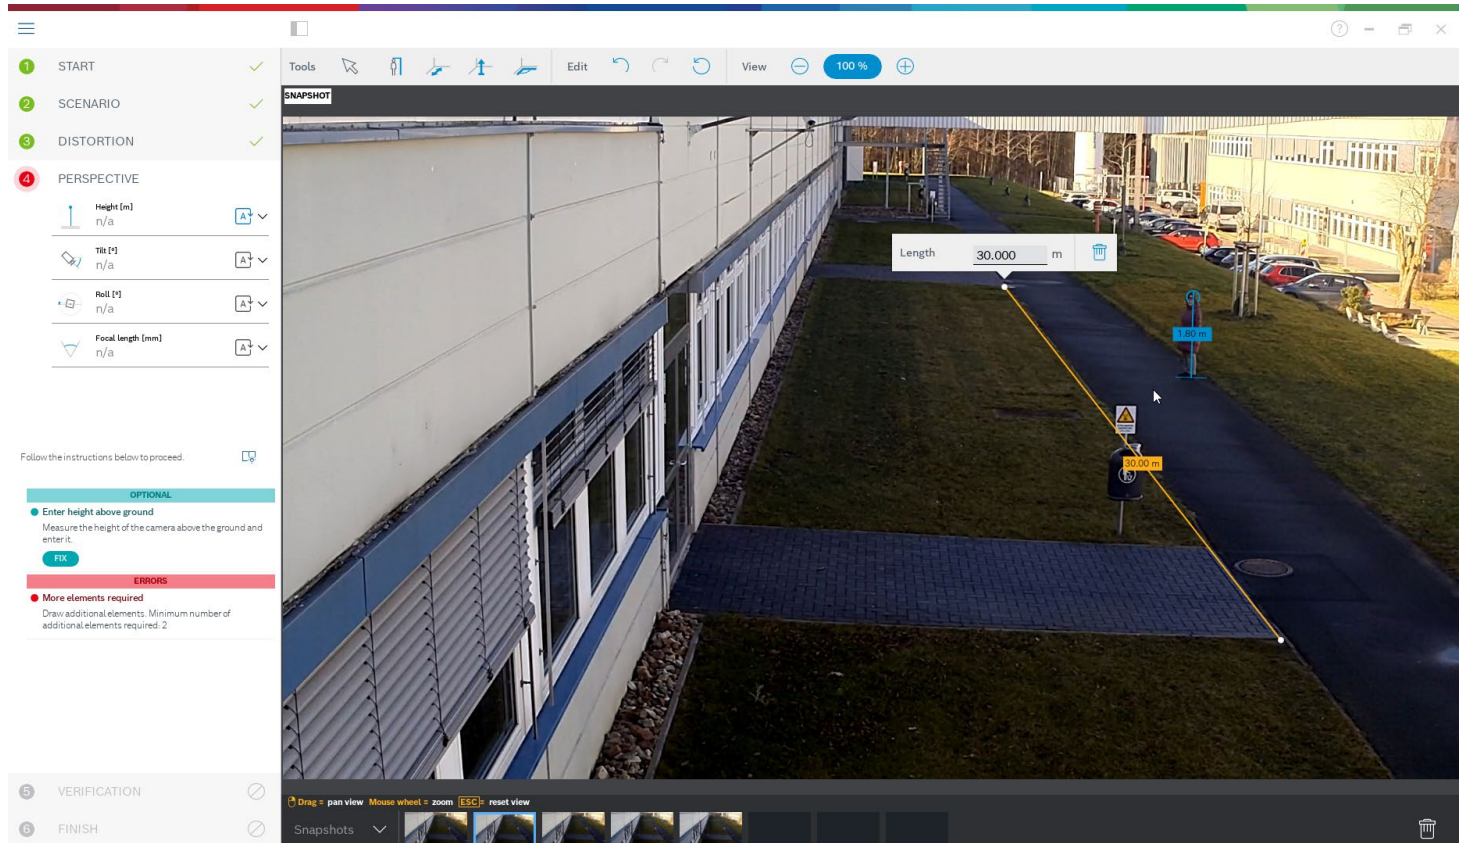 1 START
2 SCENARIO
3 DISTORTION
4 PERSPECTIVE
Height [m]
n/a
A
Tilt [°]
n/a
A
Roll [°]
n/a
A
Focal length [mm]
n/a
A
Follow the instructions below to proceed.
OPTIONAL
Enter height above ground
Measure the height of the camera above the ground and
enter it.
FIX
ERRORS
More elements required
Draw additional elements. Minimum number of
additional elements required: 2
5 VERIFICATION
6 FINISH
?
Tools Edit View 100 %
SNAPSHOT
Length 30.000 m
1.80 m
30.00 m
Drag = pan view Mouse wheel = zoom ESC = reset view
Snapshots